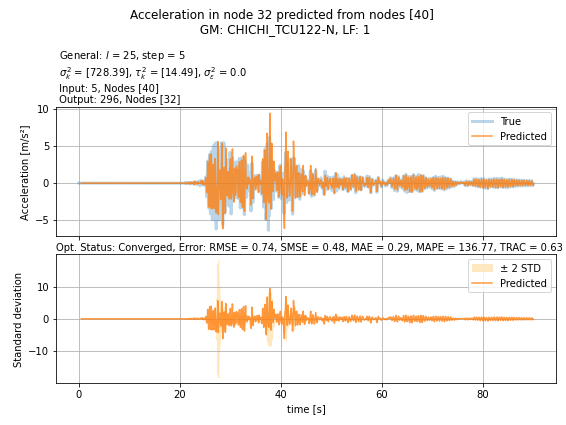 Acceleration in node 32 predicted from nodes [40]
GM: CHICHI_TCU122-N, LF: 1
General: l = 25, step = 5
σ²ₖ = [728.39], τ²ₖ = [14.49], σ²ₑ = 0.0
Input: 5, Nodes [40]
Output: 296, Nodes [32]
10
5
0
−5
Acceleration [m/s²]
True
Predicted
Opt. Status: Converged, Error: RMSE = 0.74, SMSE = 0.48, MAE = 0.29, MAPE = 136.77, TRAC = 0.63
10
0
−10
Standard deviation
± 2 STD
Predicted
0 20 40 60 80
time [s]